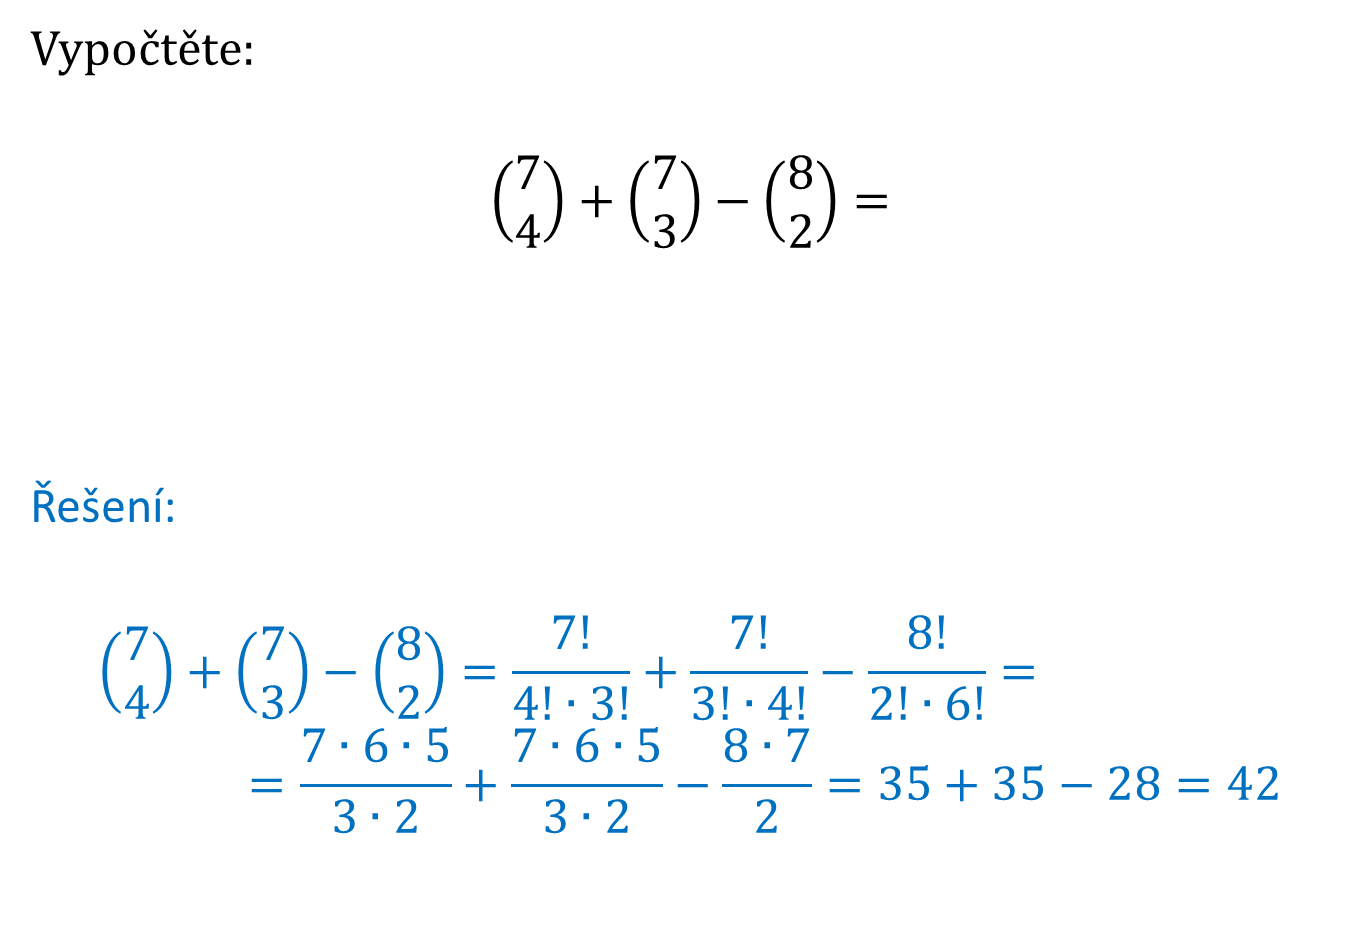 Vypočtěte:
(7 4) + (7 3) − (8 2) =
Řešení:
(7 4) + (7 3) − (8 2) = 7!/(4! · 3!) + 7!/(3! · 4!) − 8!/(2! · 6!) =
= (7 · 6 · 5)/(3 · 2) + (7 · 6 · 5)/(3 · 2) − (8 · 7)/2 = 35 + 35 − 28 = 42